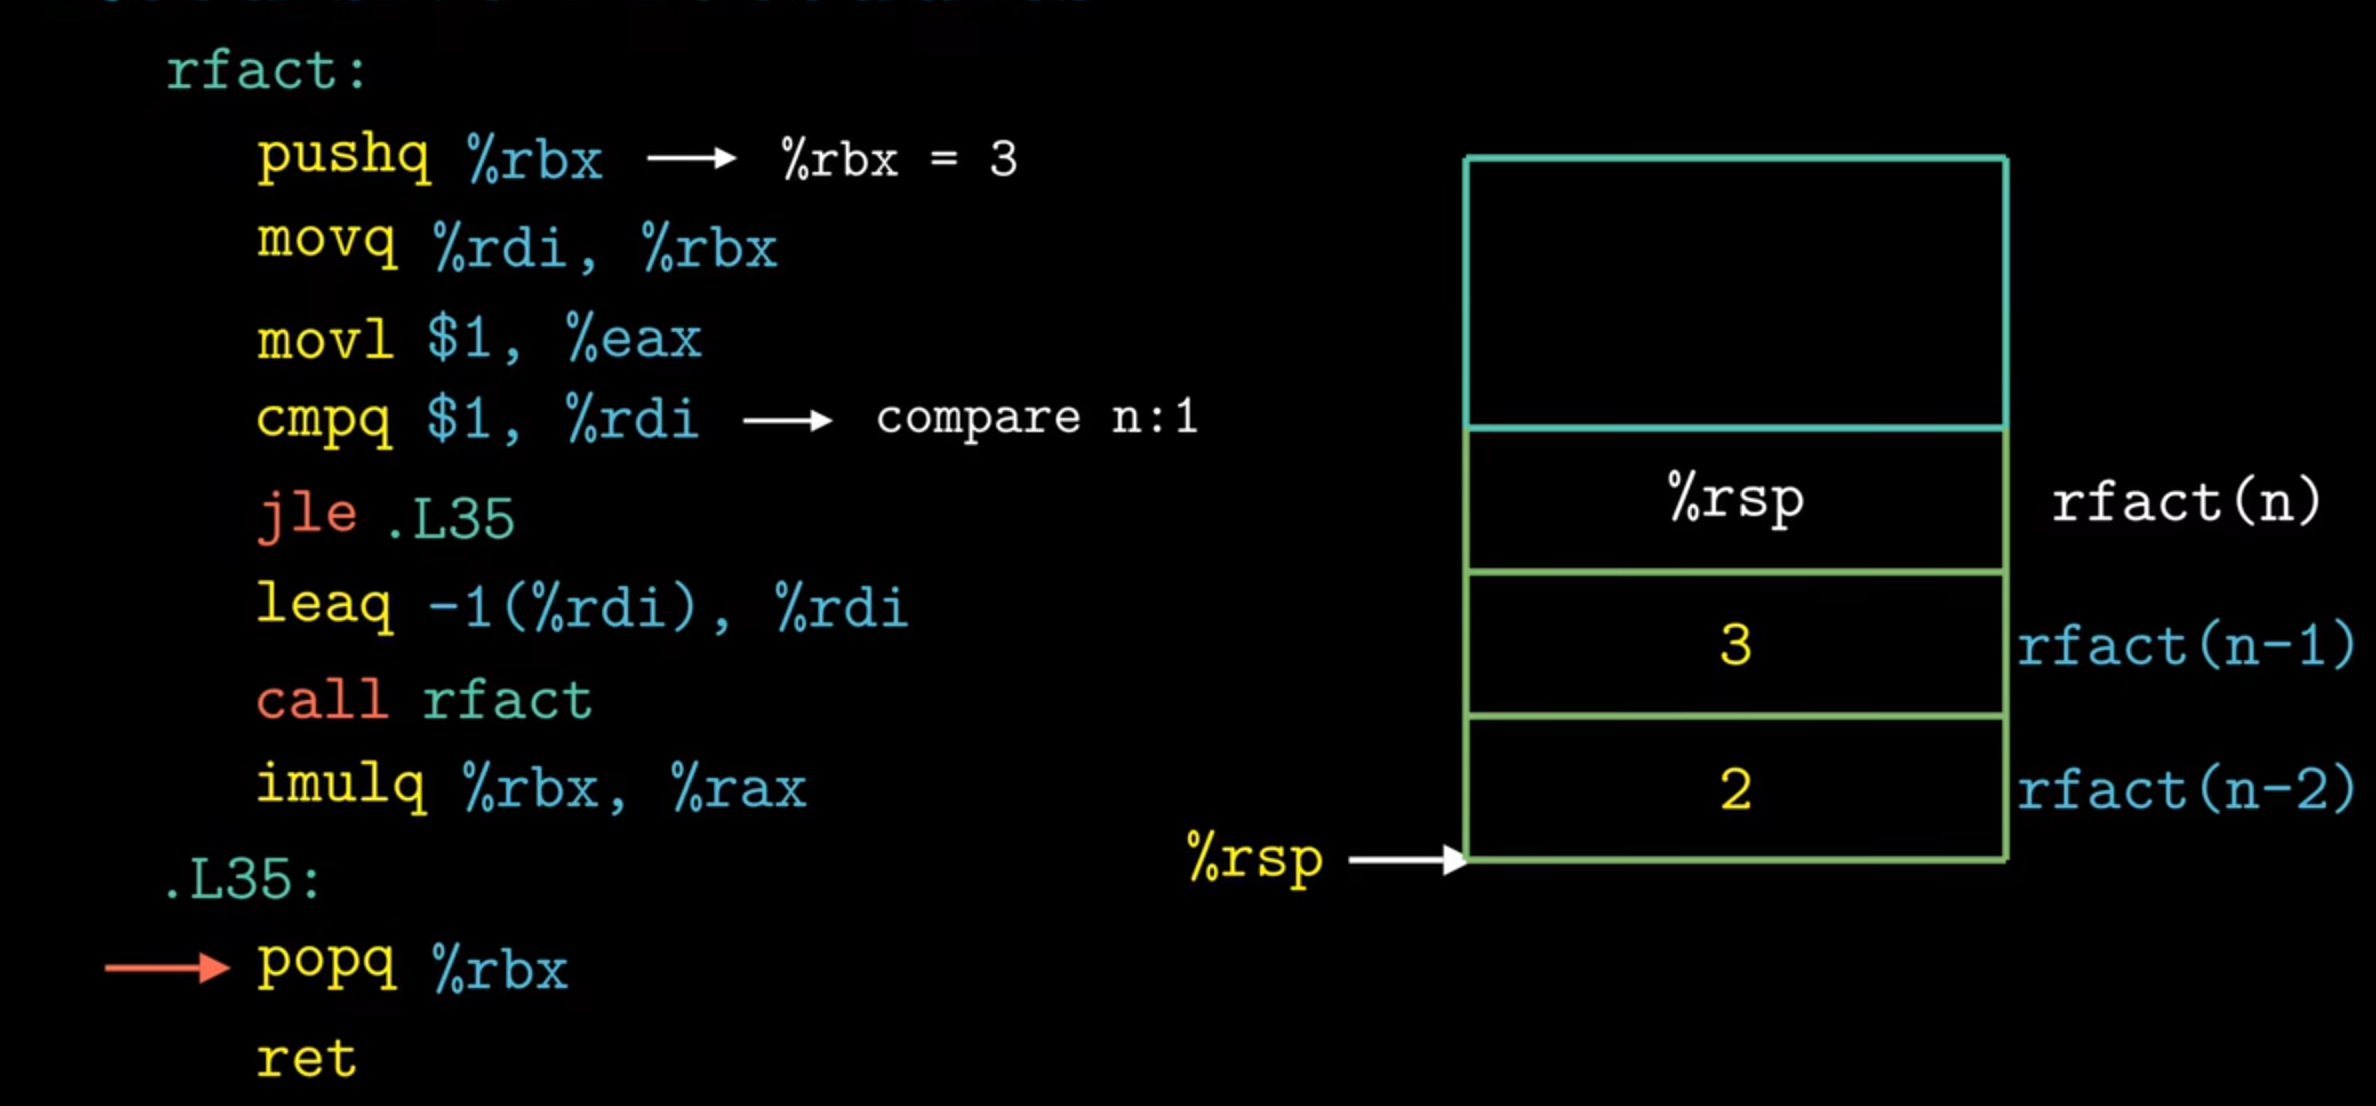 rfact:
pushq %rbx → %rbx = 3
movq %rdi, %rbx
movl $1, %eax
cmpq $1, %rdi → compare n:1
jle .L35
leaq -1(%rdi), %rdi
call rfact
imulq %rbx, %rax
.L35:
popq %rbx
ret
%rsp rfact(n)
3 rfact(n-1)
2 rfact(n-2)
%rsp